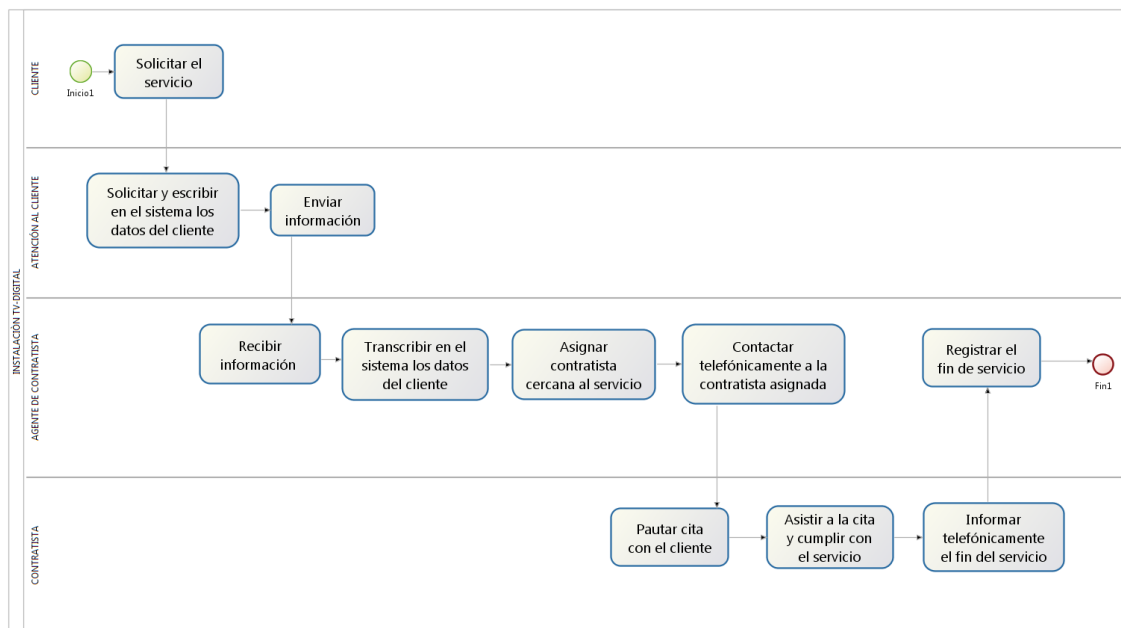 INSTALACIÓN TV-DIGITAL
CLIENTE
Inicio1
Solicitar el
servicio
ATENCIÓN AL CLIENTE
Solicitar y escribir
en el sistema los
datos del cliente
Enviar
información
AGENTE DE CONTRATISTA
Recibir
información
Transcribir en el
sistema los datos
del cliente
Asignar
contratista
cercana al servicio
Contactar
telefónicamente a la
contratista asignada
Registrar el
fin de servicio
Fin1
CONTRATISTA
Pautar cita
con el cliente
Asistir a la cita
y cumplir con
el servicio
Informar
telefónicamente
el fin del servicio